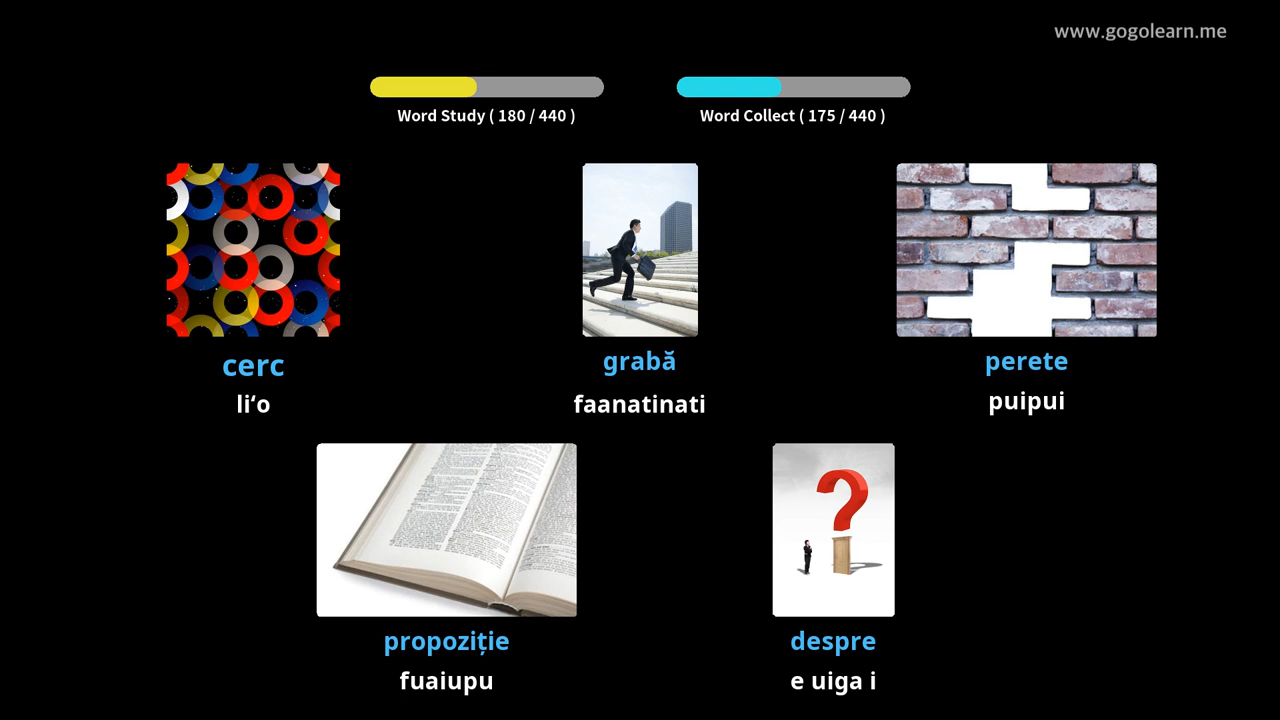 www.gogolearn.me
Word Study ( 180 / 440 )
Word Collect ( 175 / 440 )
cerc
liʻo
grabă
faanatinati
perete
puipui
propoziție
fuaiupu
despre
e uiga i